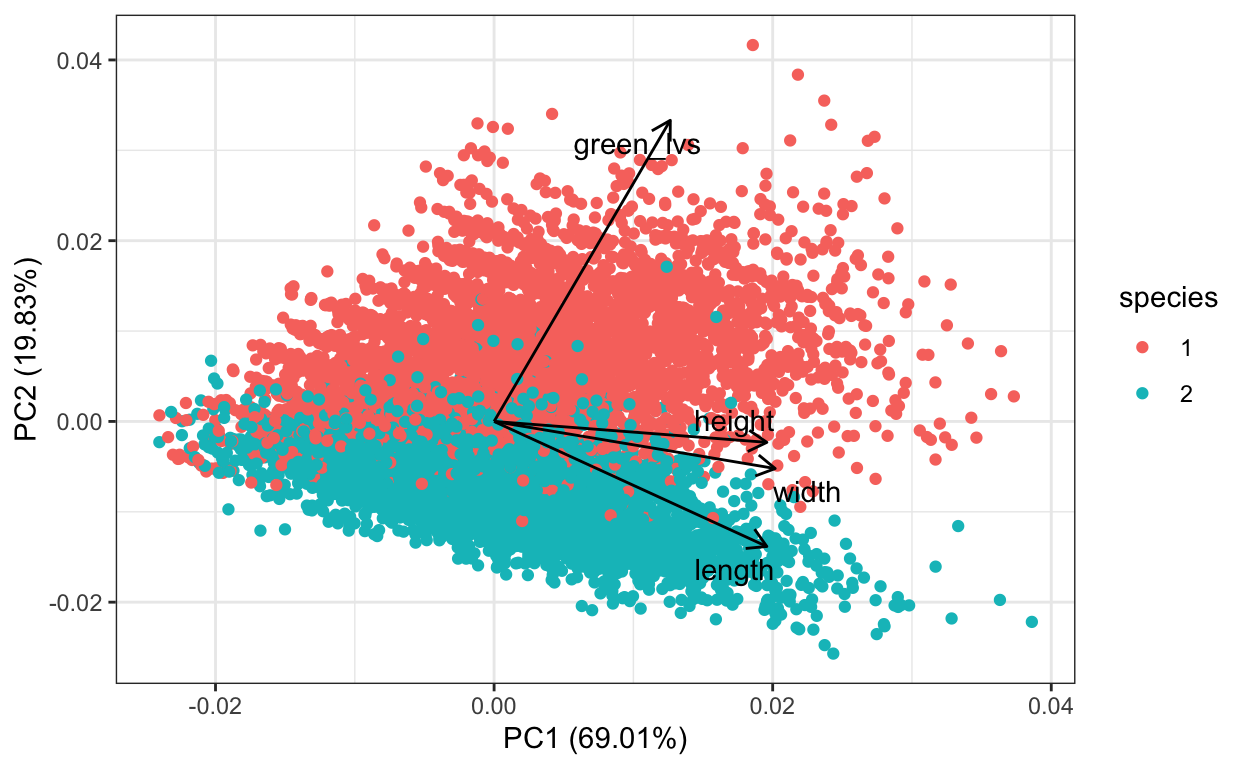 0.04
0.02
0.00
-0.02
PC2 (19.83%)
green_lvs
height
width
length
-0.02
0.00
0.02
0.04
PC1 (69.01%)
species
1
2